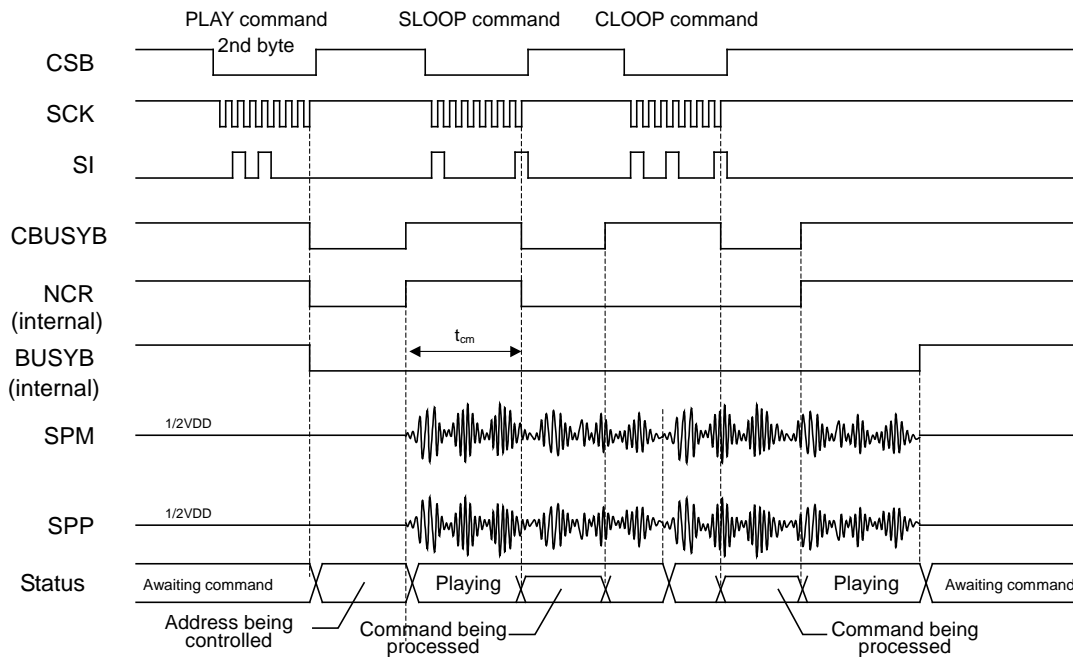 PLAY command
2nd byte
SLOOP command
CLOOP command
CSB
SCK
SI
CBUSYB
NCR
(internal)
tcm
BUSYB
(internal)
SPM
1/2VDD
SPP
1/2VDD
Status
Awaiting command
Playing
Playing
Awaiting command
Address being
controlled
Command being
processed
Command being
processed